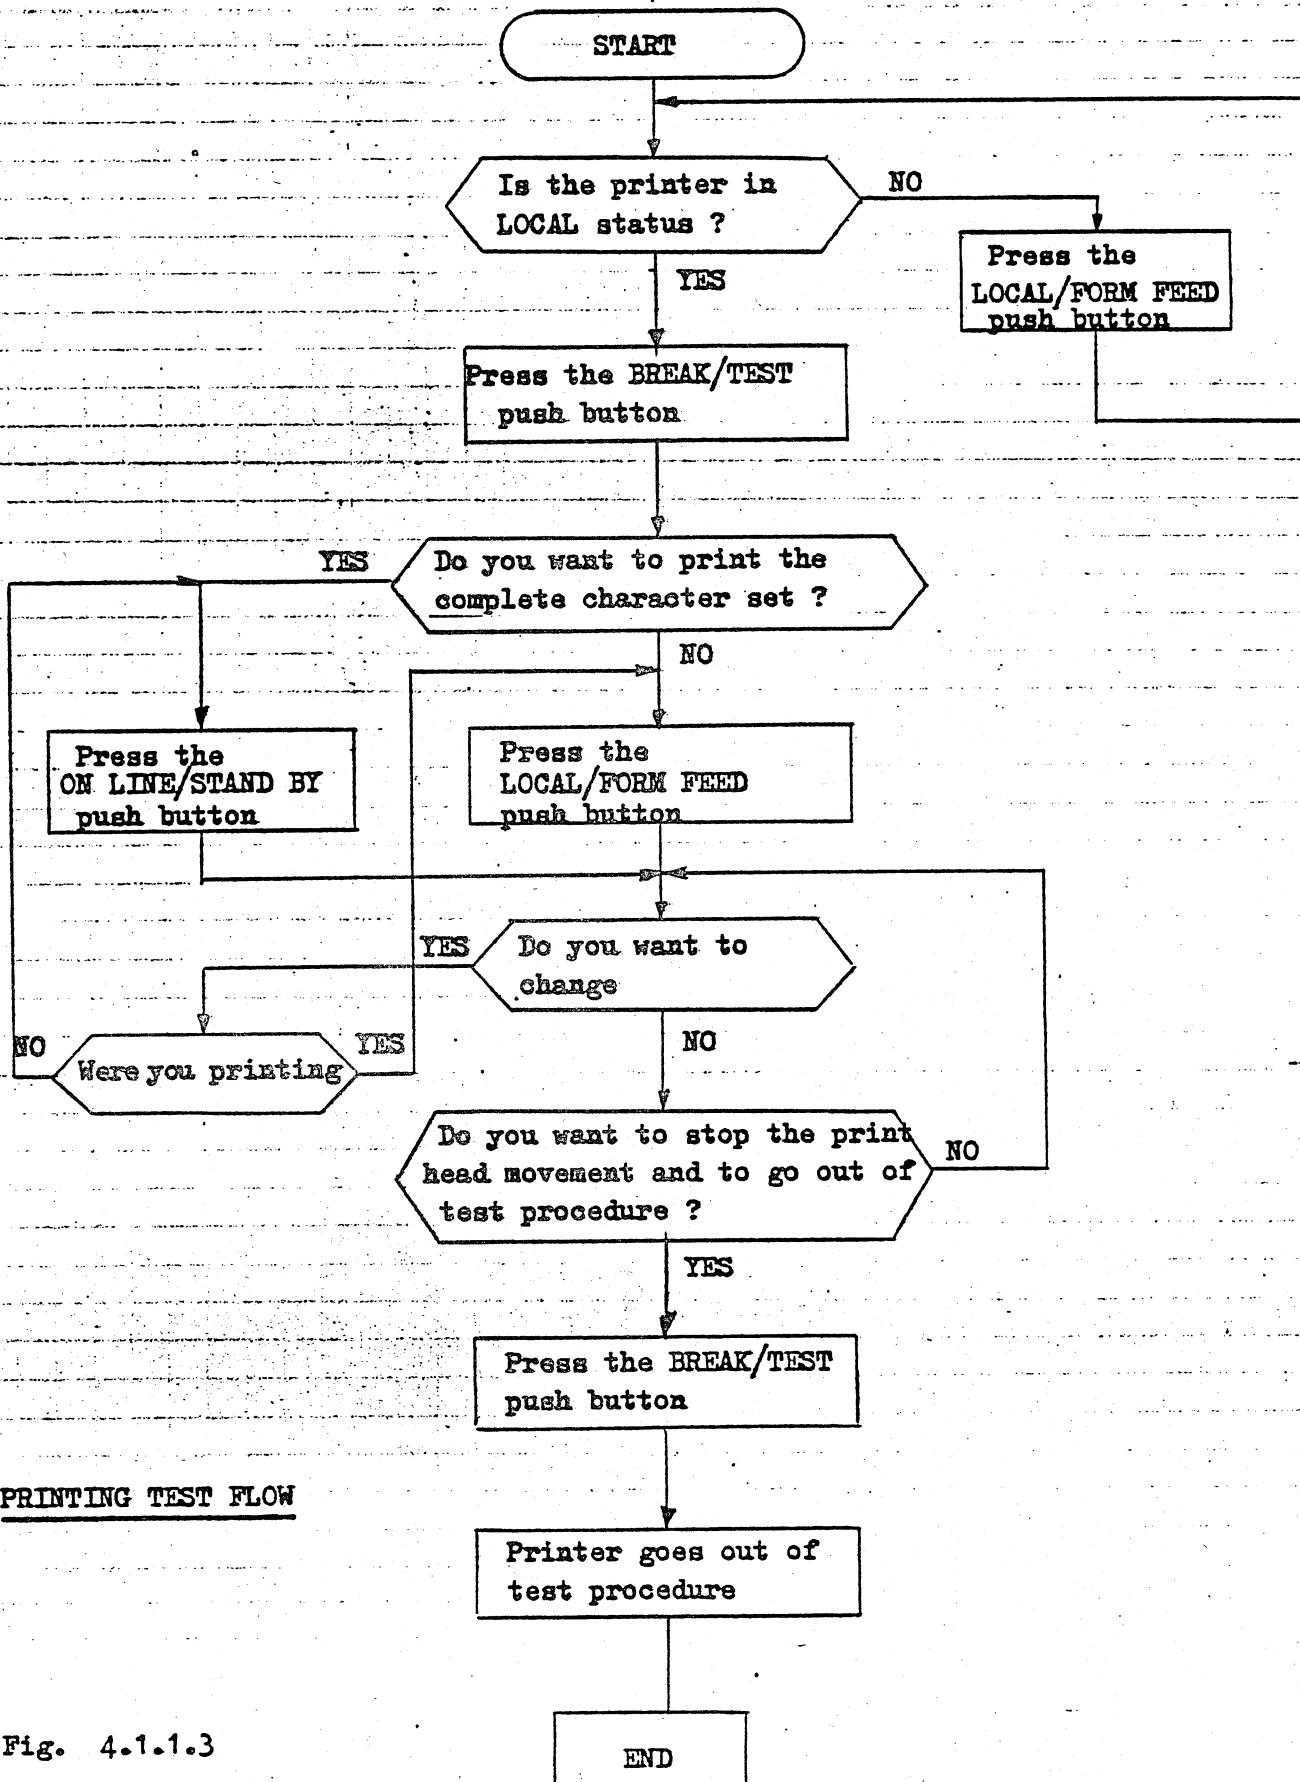 START
Is the printer in
LOCAL status ?
NO
YES
Press the
LOCAL/FORM FEED
push button
Press the BREAK/TEST
push button
YES
Do you want to print the
complete character set ?
NO
Press the
ON LINE/STAND BY
push button
Press the
LOCAL/FORM FEED
push button
YES
Do you want to
change
NO
NO
Were you printing
YES
Do you want to stop the print
head movement and to go out of
test procedure ?
NO
YES
Press the BREAK/TEST
push button
PRINTING TEST FLOW
Printer goes out of
test procedure
Fig. 4.1.1.3
END